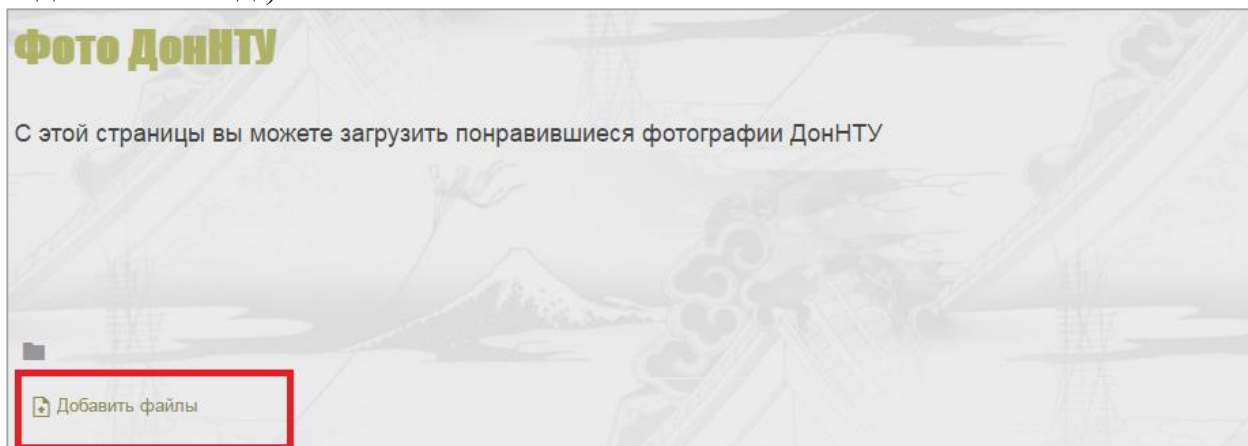 Фото ДонНТУ
С этой страницы вы можете загрузить понравившиеся фотографии ДонНТУ
Добавить файлы